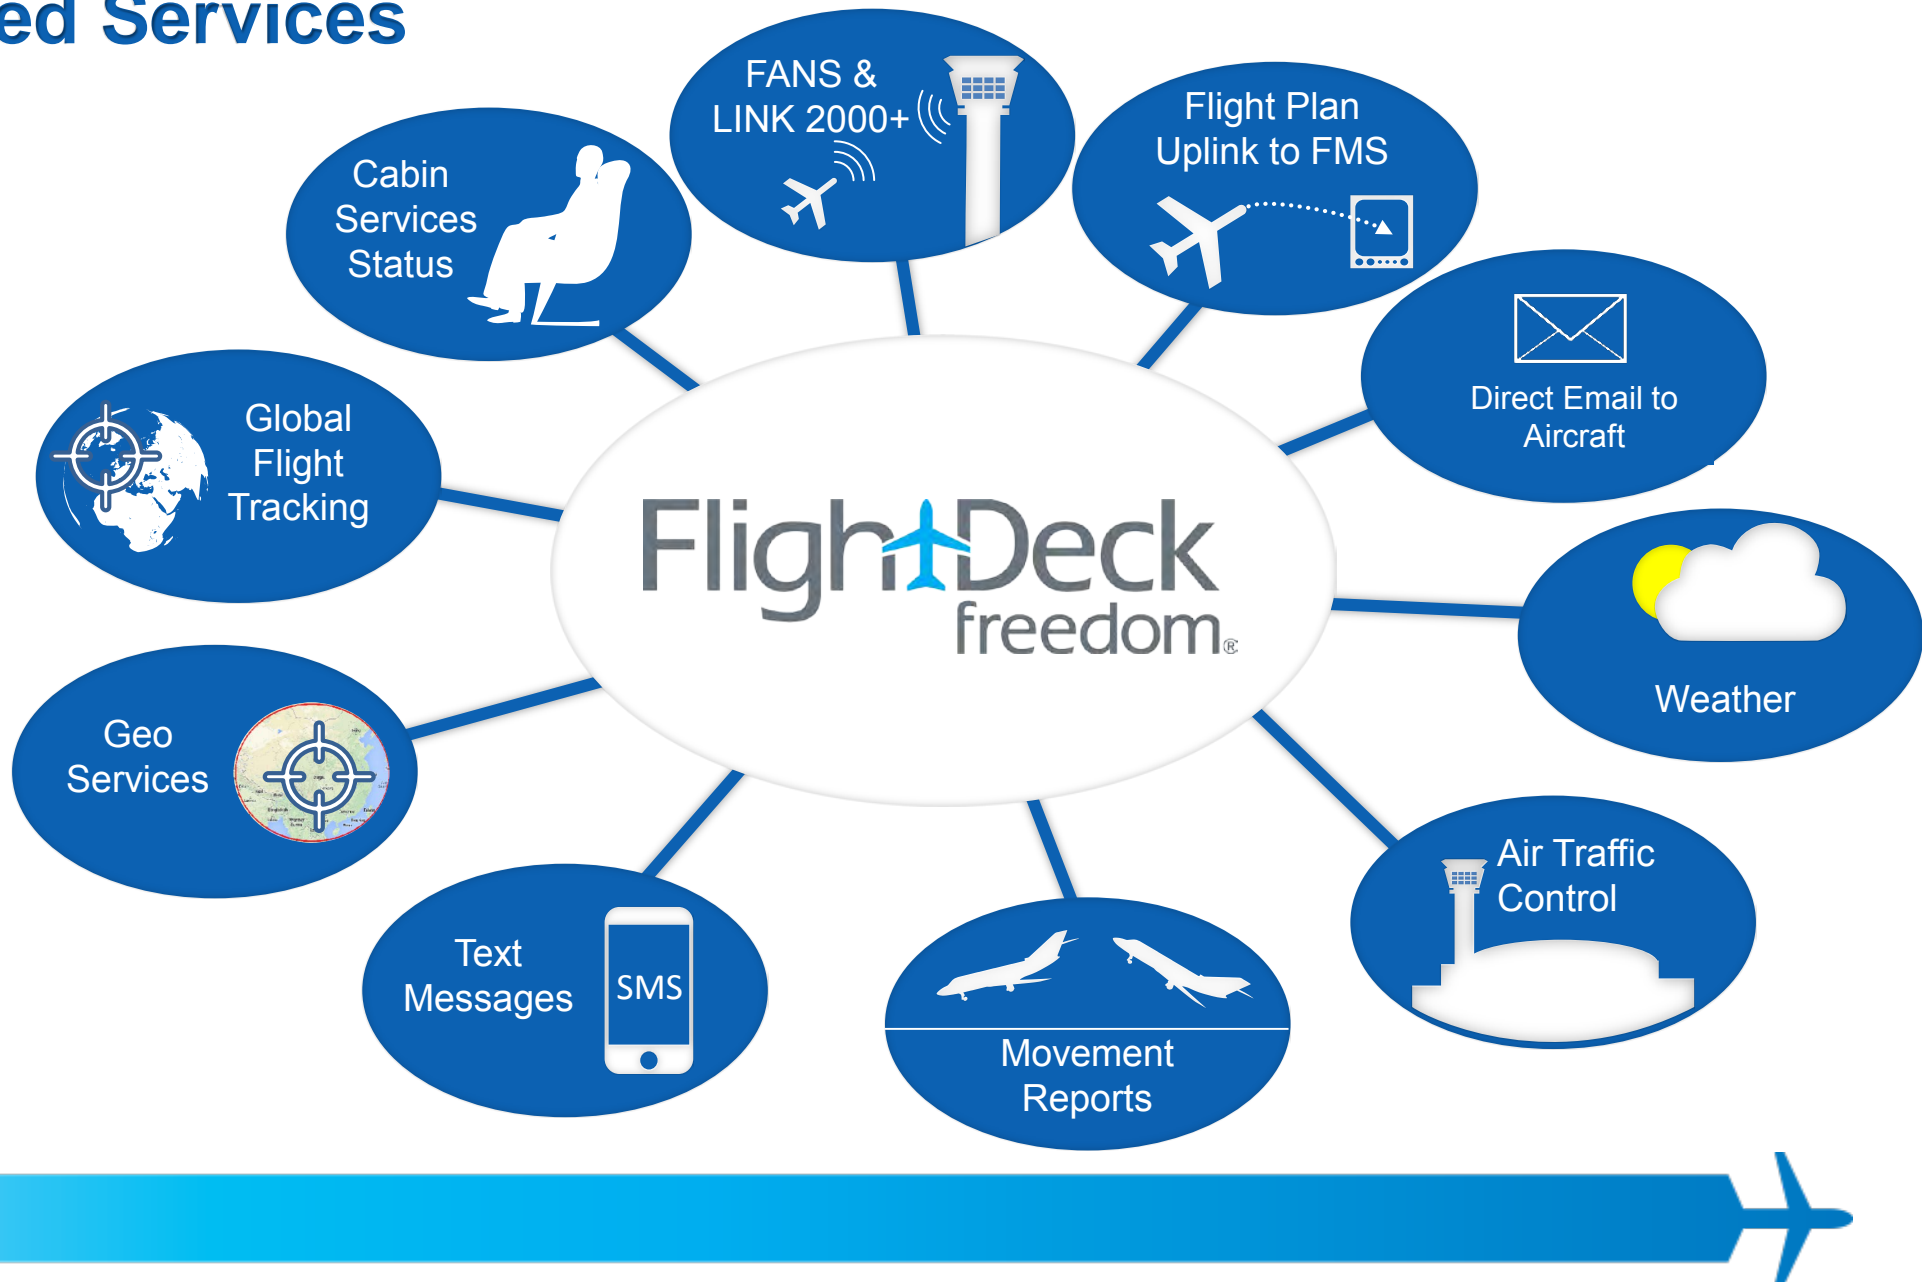 ed Services
FANS &
LINK 2000+
Flight Plan
Uplink to FMS
Cabin
Services
Status
Direct Email to
Aircraft
Global
Flight
Tracking
FlightDeck
freedom®
Weather
Geo
Services
Air Traffic
Control
Text
Messages
SMS
Movement
Reports